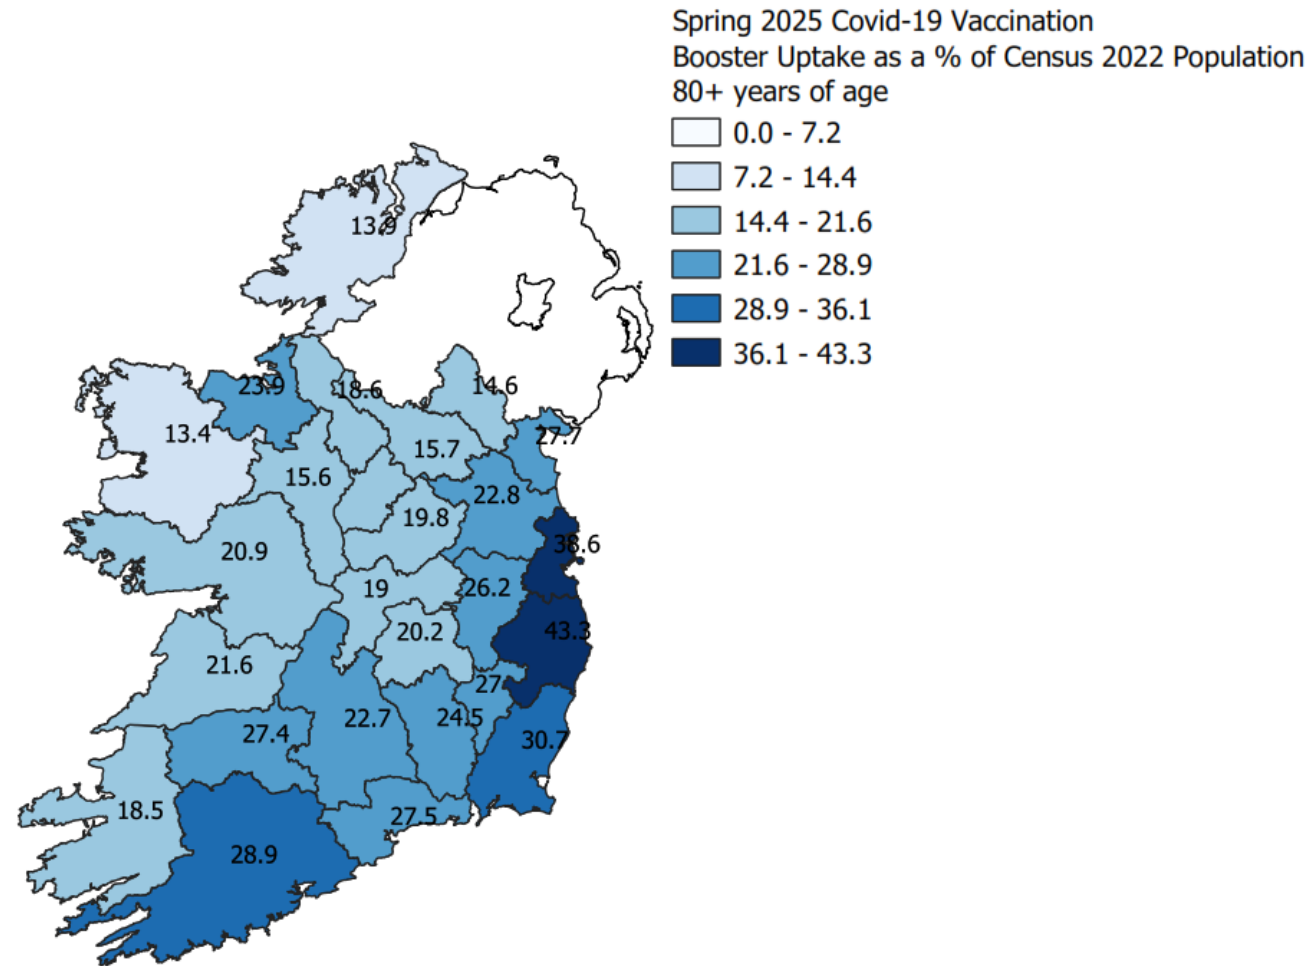 Spring 2025 Covid-19 Vaccination
Booster Uptake as a % of Census 2022 Population
80+ years of age
0.0 - 7.2
7.2 - 14.4
14.4 - 21.6
21.6 - 28.9
28.9 - 36.1
36.1 - 43.3
13.9
23.9
18.6
14.6
13.4
27.7
15.7
15.6
22.8
19.8
20.9
38.6
19
26.2
20.2
43.3
21.6
27
27.4
22.7
24.5
30.7
18.5
27.5
28.9